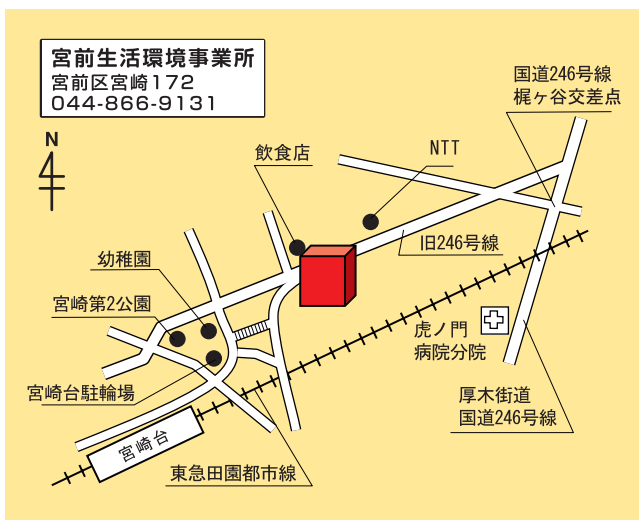 宮前生活環境事業所
宮前区宮崎172
044-866-9131
N
国道246号線
梶ヶ谷交差点
NTT
飲食店
旧246号線
幼稚園
宮崎第2公園
虎ノ門
病院分院
宮崎台駐輪場
厚木街道
国道246号線
宮崎台
東急田園都市線